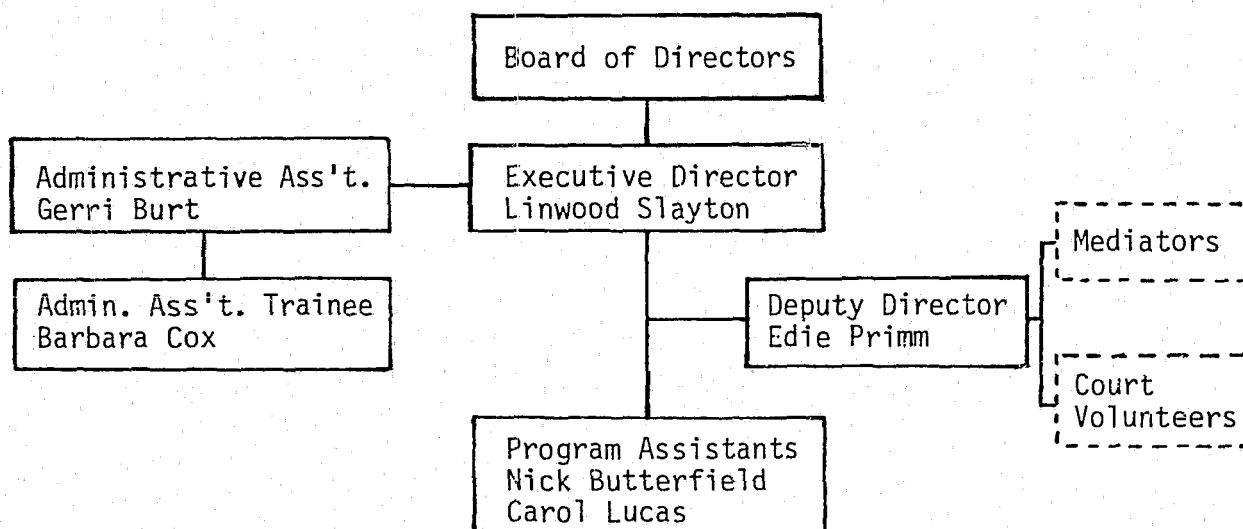 Board of Directors
Administrative Ass't.
Gerri Burt
Executive Director
Linwood Slayton
Mediators
Admin. Ass't. Trainee
Barbara Cox
Deputy Director
Edie Primm
Court
Volunteers
Program Assistants
Nick Butterfield
Carol Lucas